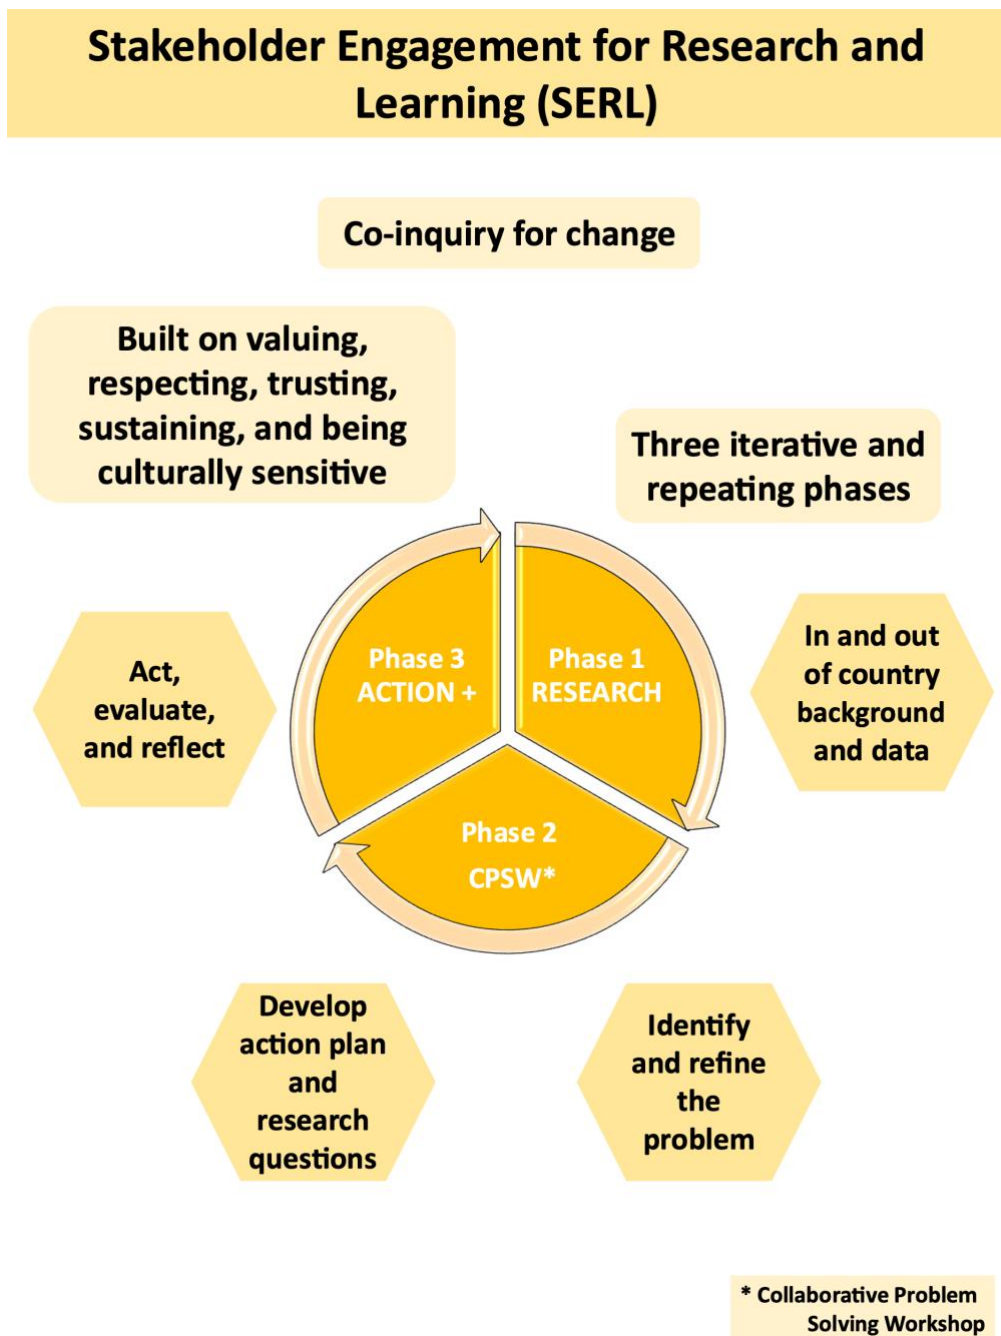 Stakeholder Engagement for Research and
Learning (SERL)
Co-inquiry for change
Built on valuing,
respecting, trusting,
sustaining, and being
culturally sensitive
Three iterative and
repeating phases
Phase 3
ACTION +
Phase 1
RESEARCH
In and out
of country
background
and data
Act,
evaluate,
and reflect
Phase 2
CPSW*
Develop
action plan
and
research
questions
Identify
and refine
the
problem
* Collaborative Problem
Solving Workshop